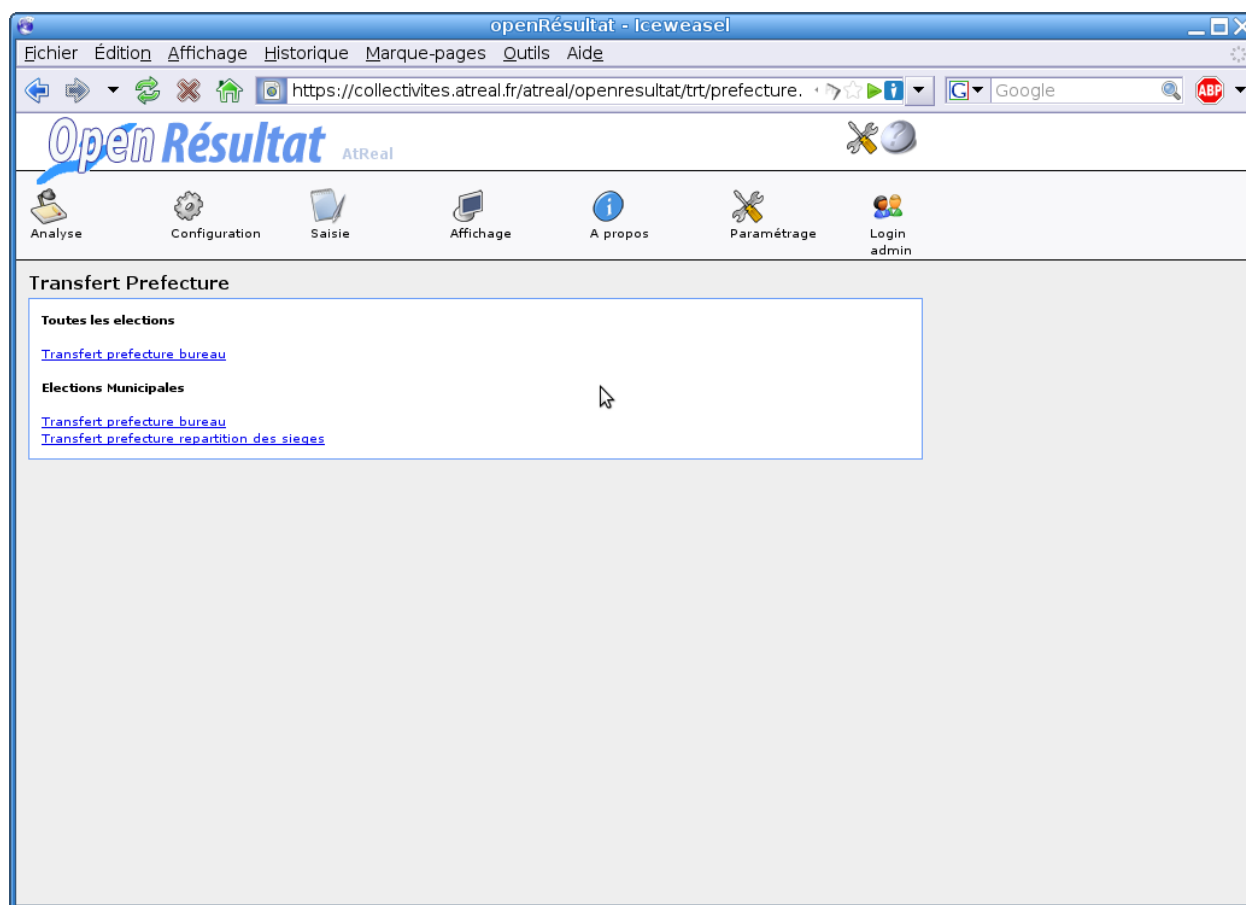 openRésultat - Iceweasel
Fichier Édition Affichage Historique Marque-pages Outils Aide
https://collectivites.atreal.fr/atreal/openresultat/trt/prefecture. G Google ABP
Open Résultat AtReal
Analyse Configuration Saisie Affichage A propos Paramétrage Login
admin
Transfert Prefecture
Toutes les elections
Transfert prefecture bureau
Elections Municipales
Transfert prefecture bureau
Transfert prefecture repartition des sieges